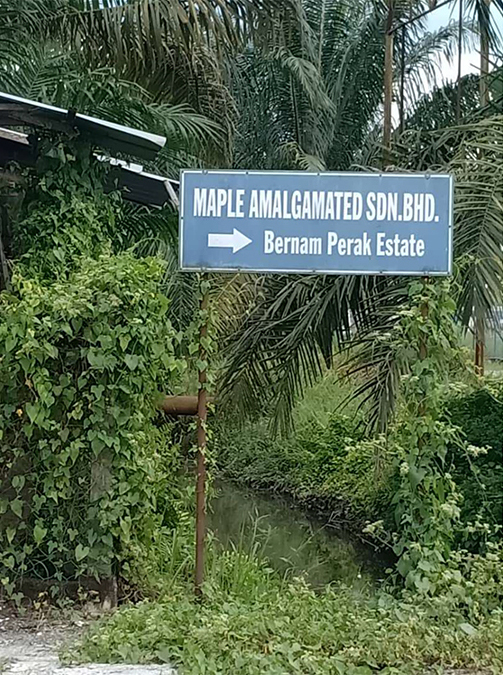 MAPLE AMALGAMATED SDN.BHD.
Bernam Perak Estate